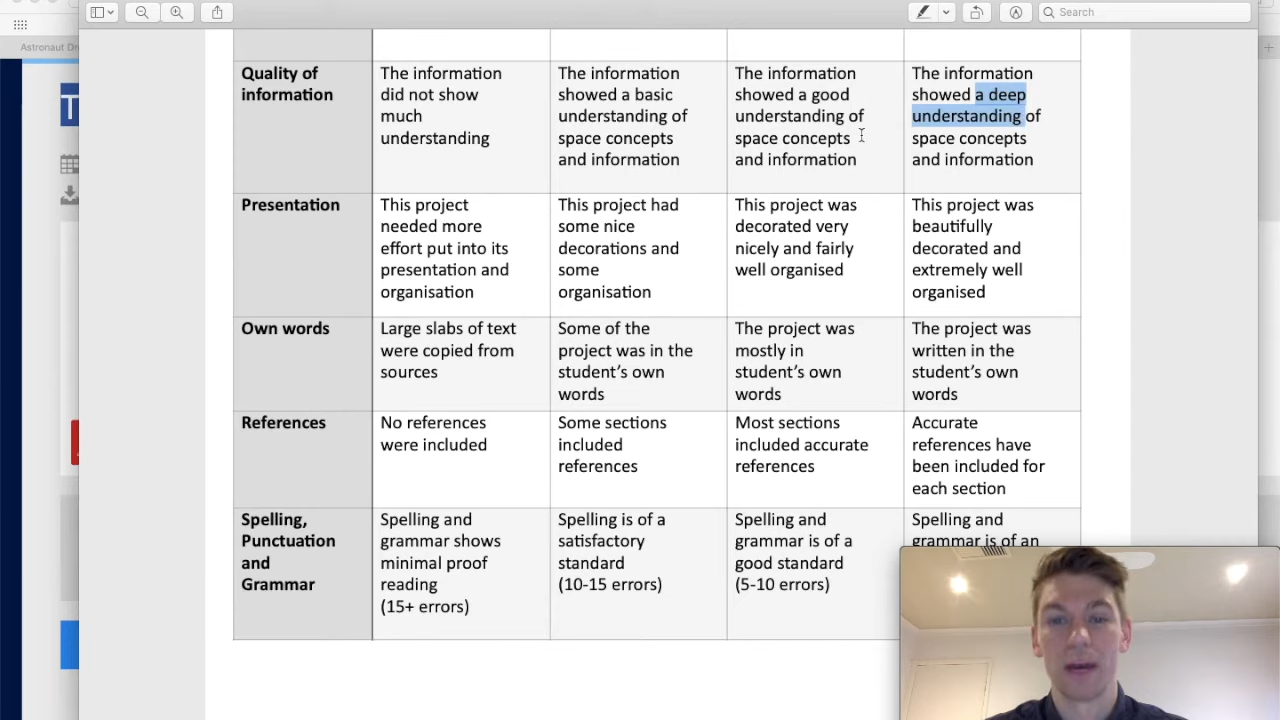 Search
Astronaut Dr
T
Quality of
information
The information
did not show
much
understanding
The information
showed a basic
understanding of
space concepts
and information
The information
showed a good
understanding of
space concepts
and information
The information
showed a deep
understanding of
space concepts
and information
Presentation
This project
needed more
effort put into its
presentation and
organisation
This project had
some nice
decorations and
some
organisation
This project was
decorated very
nicely and fairly
well organised
This project was
beautifully
decorated and
extremely well
organised
Own words
Large slabs of text
were copied from
sources
Some of the
project was in the
student's own
words
The project was
mostly in
student's own
words
The project was
written in the
student's own
words
References
No references
were included
Some sections
included
references
Most sections
included accurate
references
Accurate
references have
been included for
each section
Spelling,
Punctuation
and
Grammar
Spelling and
grammar shows
minimal proof
reading
(15+ errors)
Spelling is of a
satisfactory
standard
(10-15 errors)
Spelling and
grammar is of a
good standard
(5-10 errors)
Spelling and
grammar is of an